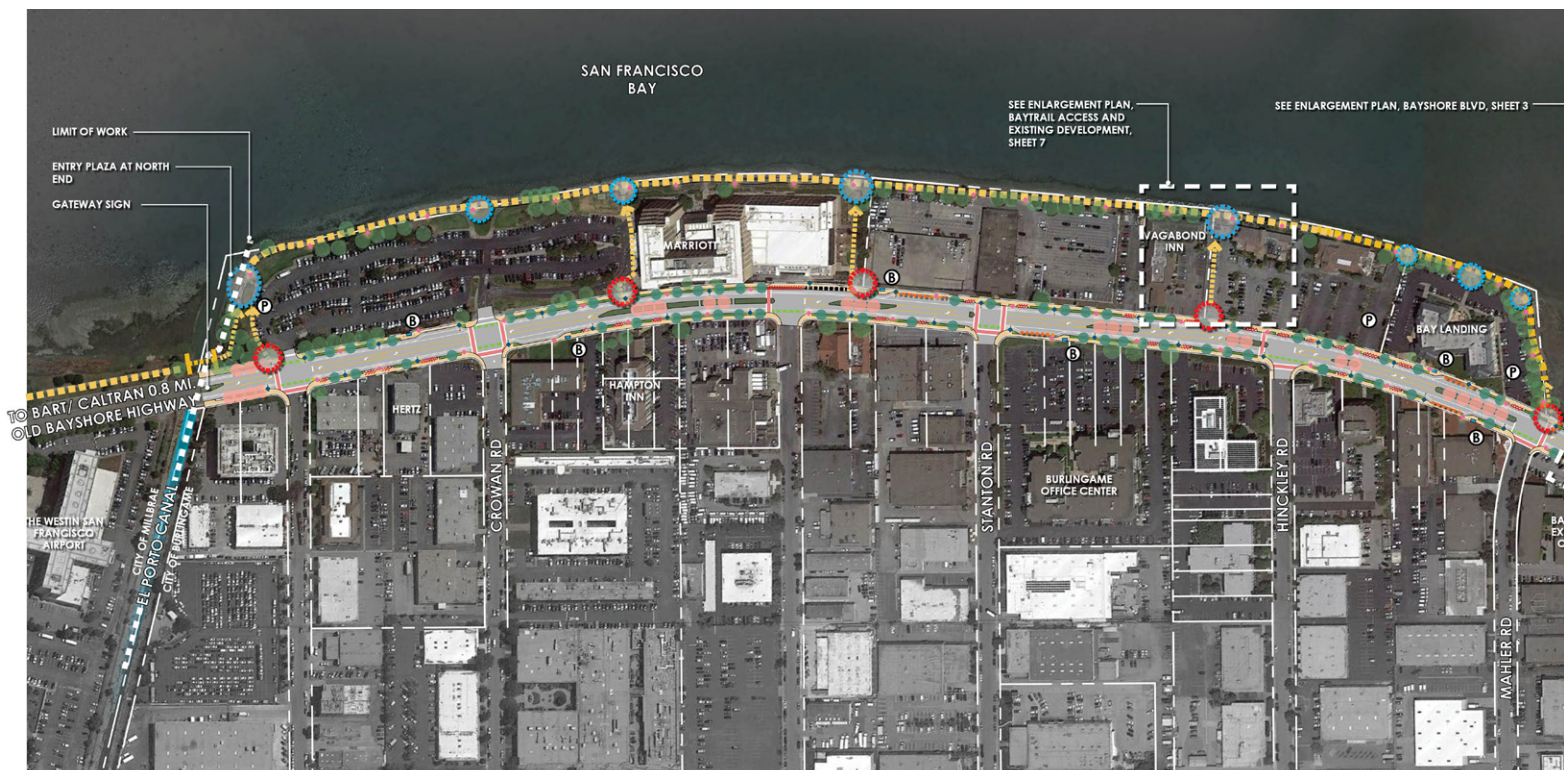 SAN FRANCISCO
BAY
LIMIT OF WORK
ENTRY PLAZA AT NORTH
END
GATEWAY SIGN
SEE ENLARGEMENT PLAN,
BAYTRAIL ACCESS AND
EXISTING DEVELOPMENT,
SHEET 7
SEE ENLARGEMENT PLAN, BAYSHORE BLVD, SHEET 3
MARRIOTT
VAGABOND
INN
P
B
B
B
B
P
BAY LANDING
B
P
B
TO BART/ CALTRAN 0.8 MI.
OLD BAYSHORE HIGHWAY
HERTZ
HAMPTON
INN
CROWAN RD
STANTON RD
BURLINGAME
OFFICE CENTER
HINCKLEY RD
MAHLER RD
THE WESTIN SAN
FRANCISCO
AIRPORT
CITY OF MILLBRAE
EL PORTO CANAL
CITY OF BURLINGAME
BA
EX